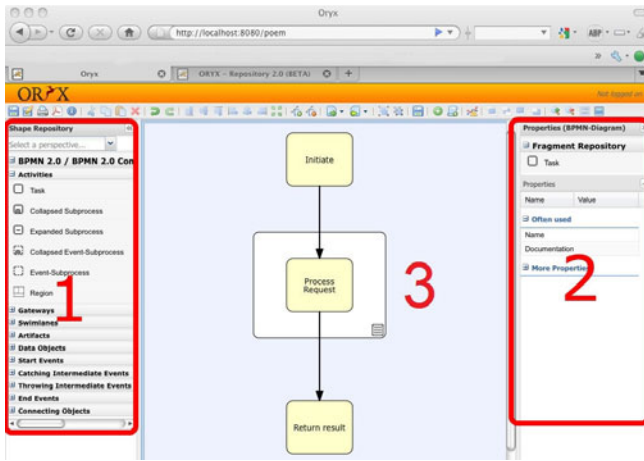 Oryx
http://localhost:8080/poem
ABP
Oryx
ORYX - Repository 2.0 (BETA)
ORYX
Not logged on
Shape Repository
Select a perspective...
BPMN 2.0 / BPMN 2.0 Con
Activities
Task
Collapsed Subprocess
Expanded Subprocess
Collapsed Event-Subprocess
Event-Subprocess
Region
Gateways
Swimlanes
Artifacts
Data Objects
Start Events
Catching Intermediate Events
Throwing Intermediate Events
End Events
Connecting Objects
1
Initiate
Process
Request
Return result
3
Properties (BPMN-Diagram)
Fragment Repository
Task
Properties
Name Value
Often used
Name
Documentation
More Properti
2